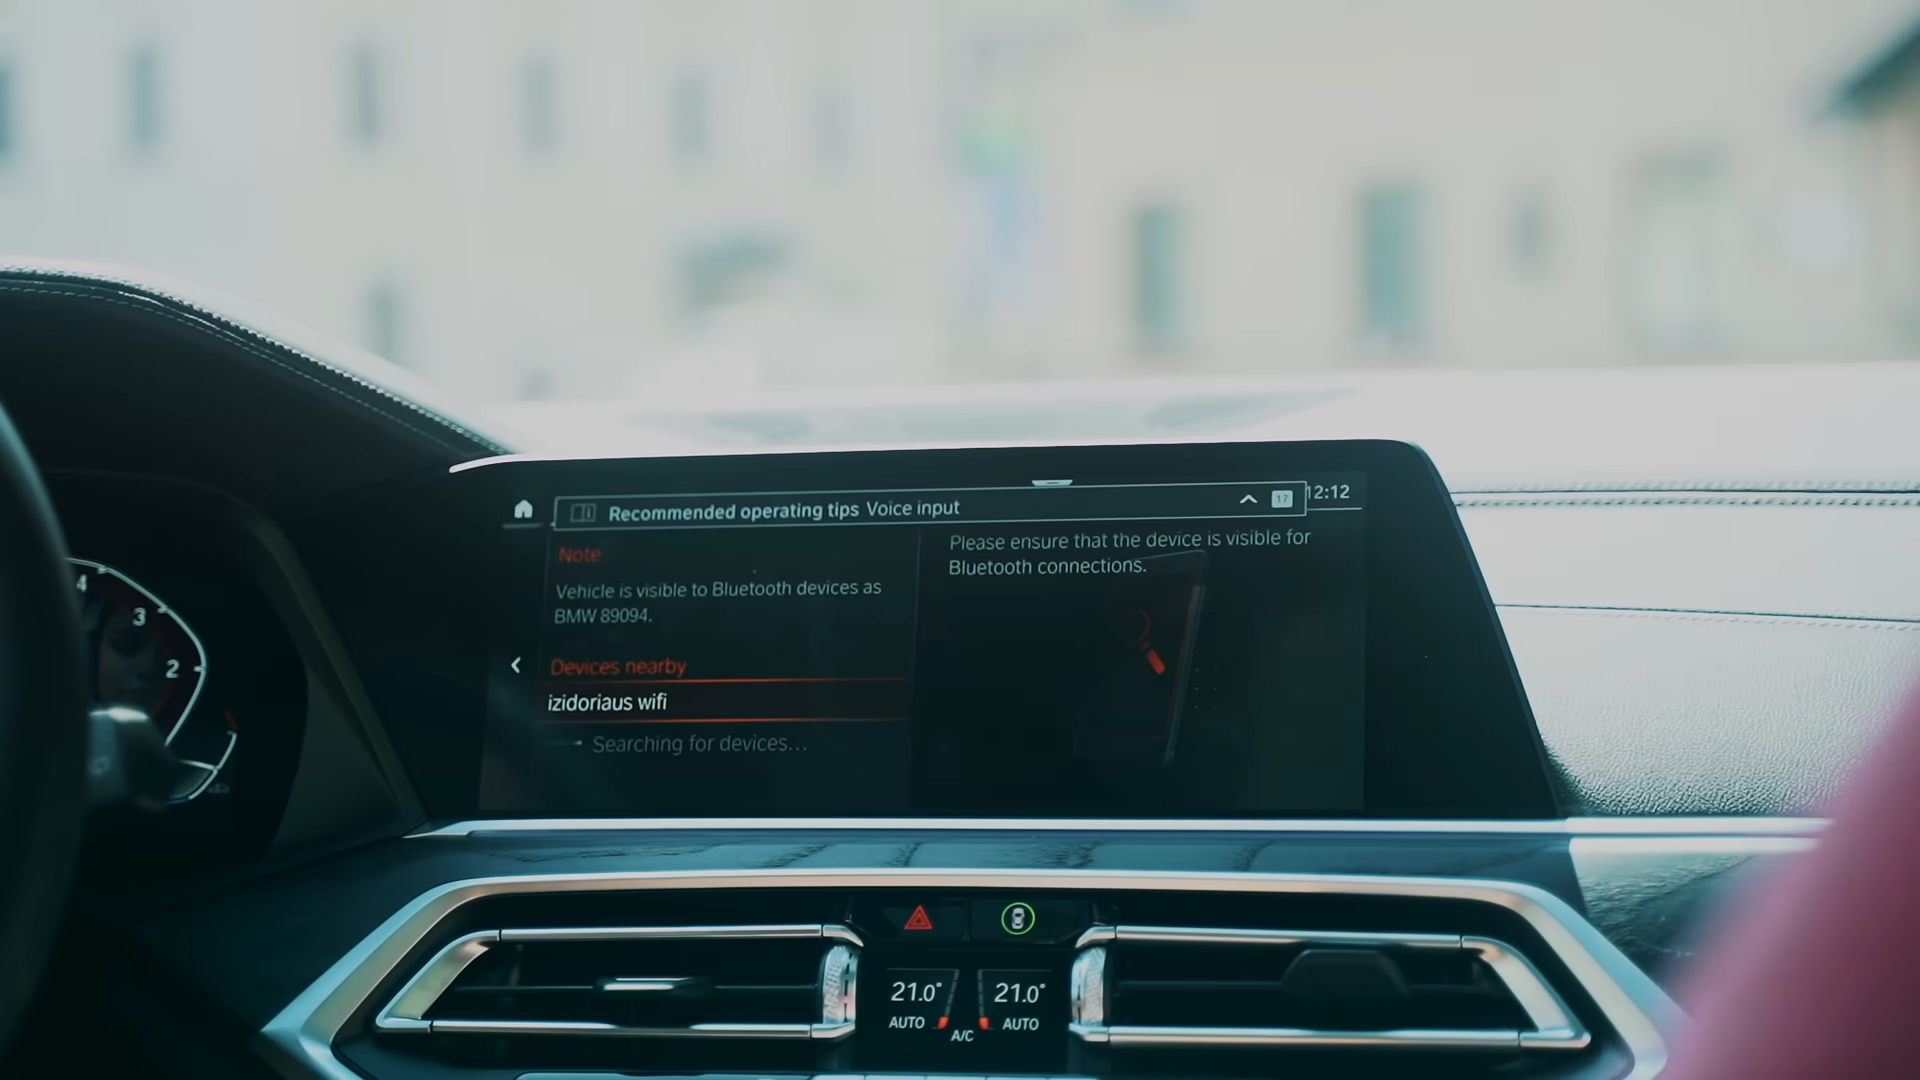 Recommended operating tips Voice input
17
12:12
Note
Vehicle is visible to Bluetooth devices as
BMW 89094.
Devices nearby
izidoriaus wifi
Searching for devices...
Please ensure that the device is visible for
Bluetooth connections.
4
3
2
21.0°
21.0°
AUTO
AUTO
A/C